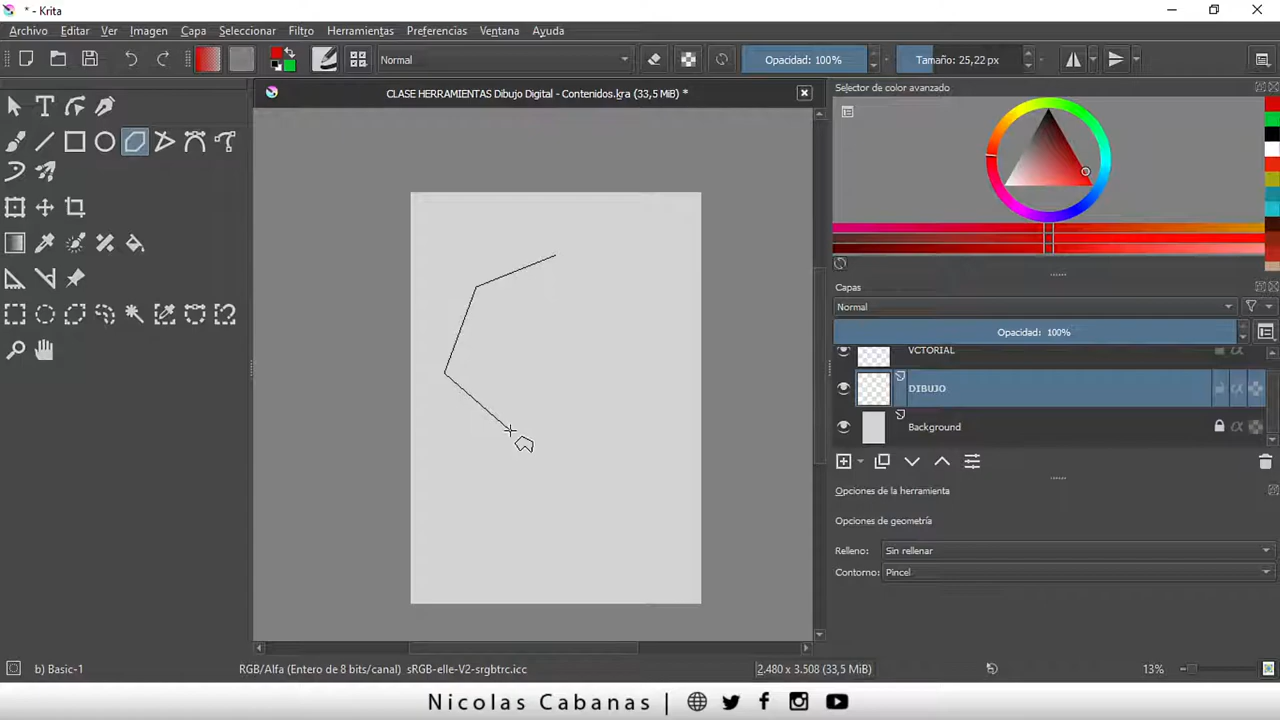 * - Krita
Archivo Editar Ver Imagen Capa Seleccionar Filtros Herramientas Preferencias Ventana Ayuda
Normal Opacidad: 100% Tamaño: 25,22 px
CLASE HERRAMIENTAS Dibujo Digital - Contenidos.kra (33,5 MiB) *
Selector de color avanzado
Capas
Normal
Opacidad: 100%
VCTORIAL
DIBUJO
Background
Opciones de la herramienta
Opciones de geometría
Relleno: Sin rellenar
Contorno: Pincel
b) Basic-1 RGB/Alfa (Entero de 8 bits/canal) sRGB-elle-V2-srgbtrc.icc 2.480 x 3.508 (33,5 MiB) 13%
Nicolas Cabanas |